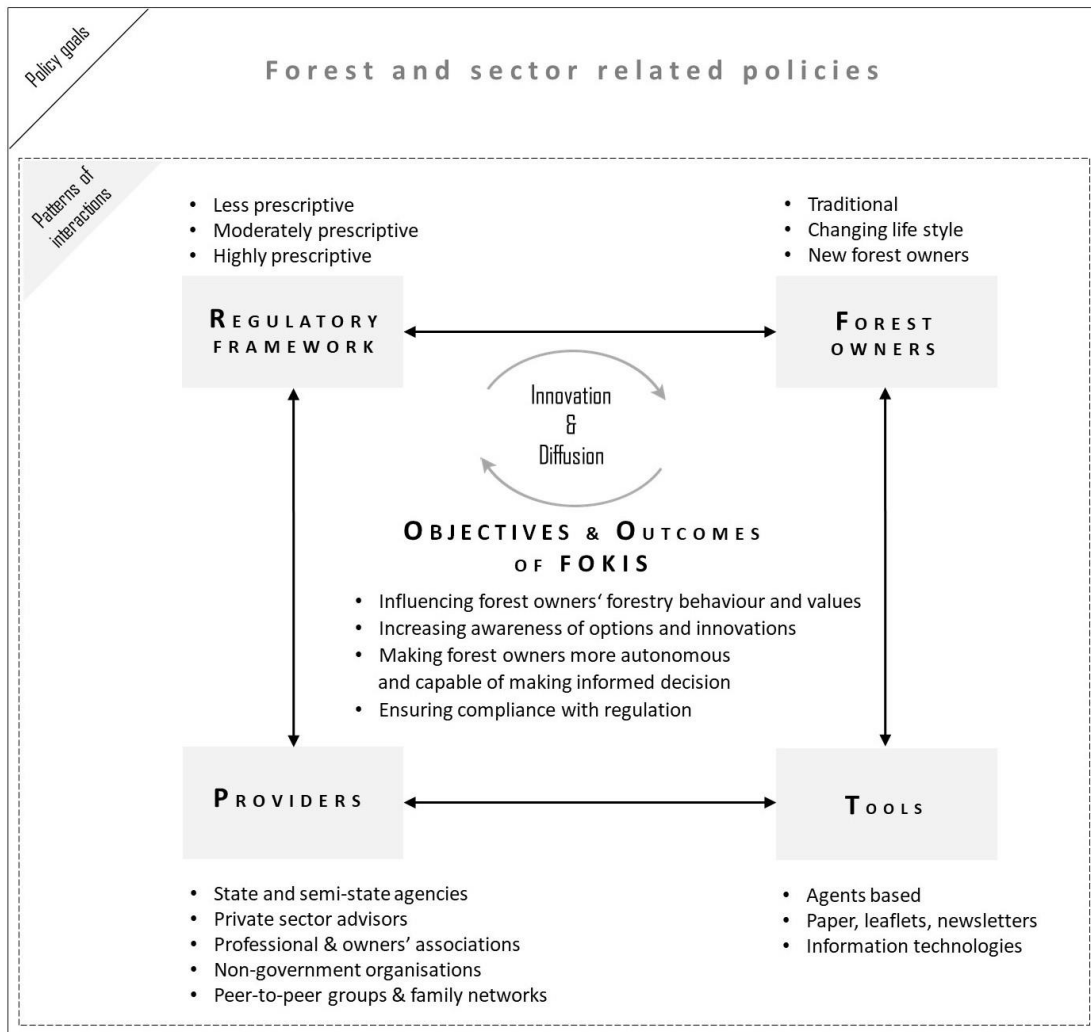 Policy goals
Forest and sector related policies
Patterns of
interactions
• Less prescriptive
• Moderately prescriptive
• Highly prescriptive
REGULATORY
FRAMEWORK
• Traditional
• Changing life style
• New forest owners
FOREST
OWNERS
Innovation
&
Diffusion
OBJECTIVES & OUTCOMES
OF FOKIS
• Influencing forest owners‘ forestry behaviour and values
• Increasing awareness of options and innovations
• Making forest owners more autonomous
and capable of making informed decision
• Ensuring compliance with regulation
PROVIDERS
• State and semi-state agencies
• Private sector advisors
• Professional & owners’ associations
• Non-government organisations
• Peer-to-peer groups & family networks
TOOLS
• Agents based
• Paper, leaflets, newsletters
• Information technologies